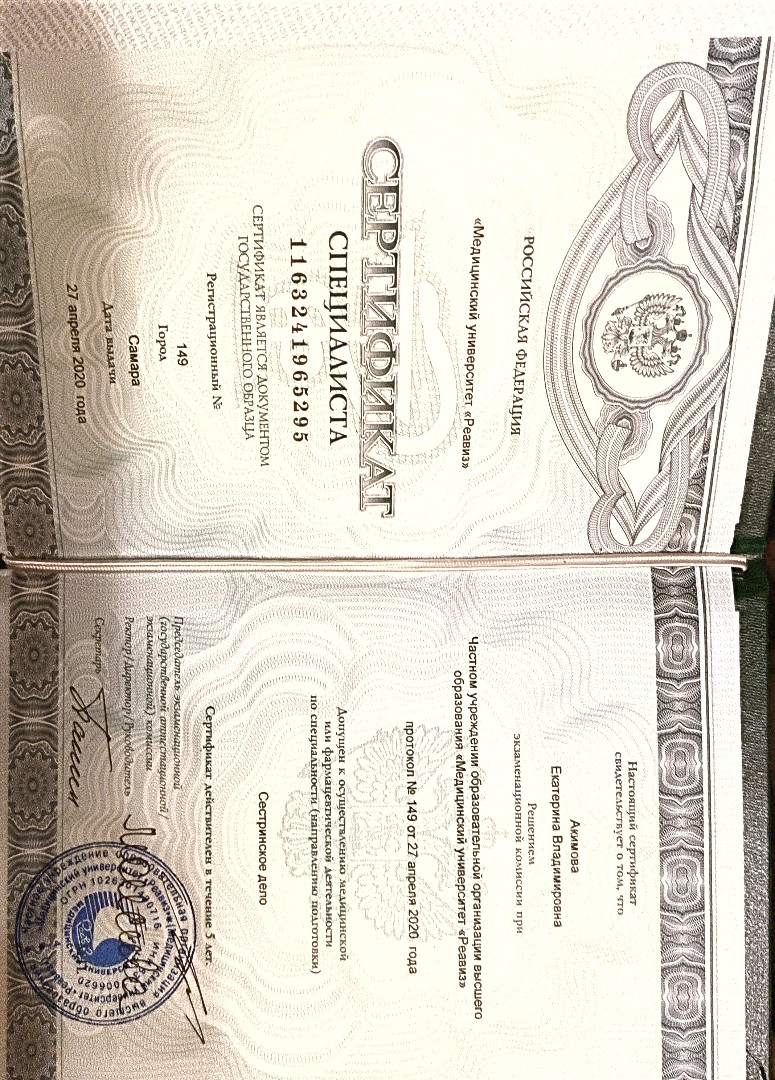 РОССИЙСКАЯ ФЕДЕРАЦИЯ
«Медицинский университет «Реавиз»
СЕРТИФИКАТ
СПЕЦИАЛИСТА
1163241965295
СЕРТИФИКАТ ЯВЛЯЕТСЯ ДОКУМЕНТОМ
ГОСУДАРСТВЕННОГО ОБРАЗЦА
Регистрационный №
149
Город
Самара
Дата выдачи
27 апреля 2020 года
Настоящий сертификат
свидетельствует о том, что
Акимова
Екатерина Владимировна
Решением
экзаменационной комиссии при
Частном учреждении образовательной организации высшего
образования «Медицинский университет «Реавиз»
протокол № 149 от 27 апреля 2020 года
Допущен к осуществлению медицинской
или фармацевтической деятельности
по специальности (направлению подготовки)
Сестринское дело
Сертификат действителен в течение 5 лет.
Председатель экзаменационной
(государственной аттестационной)
экзаменационной) комиссии
Ректор/Директор/Руководитель
Секретарь